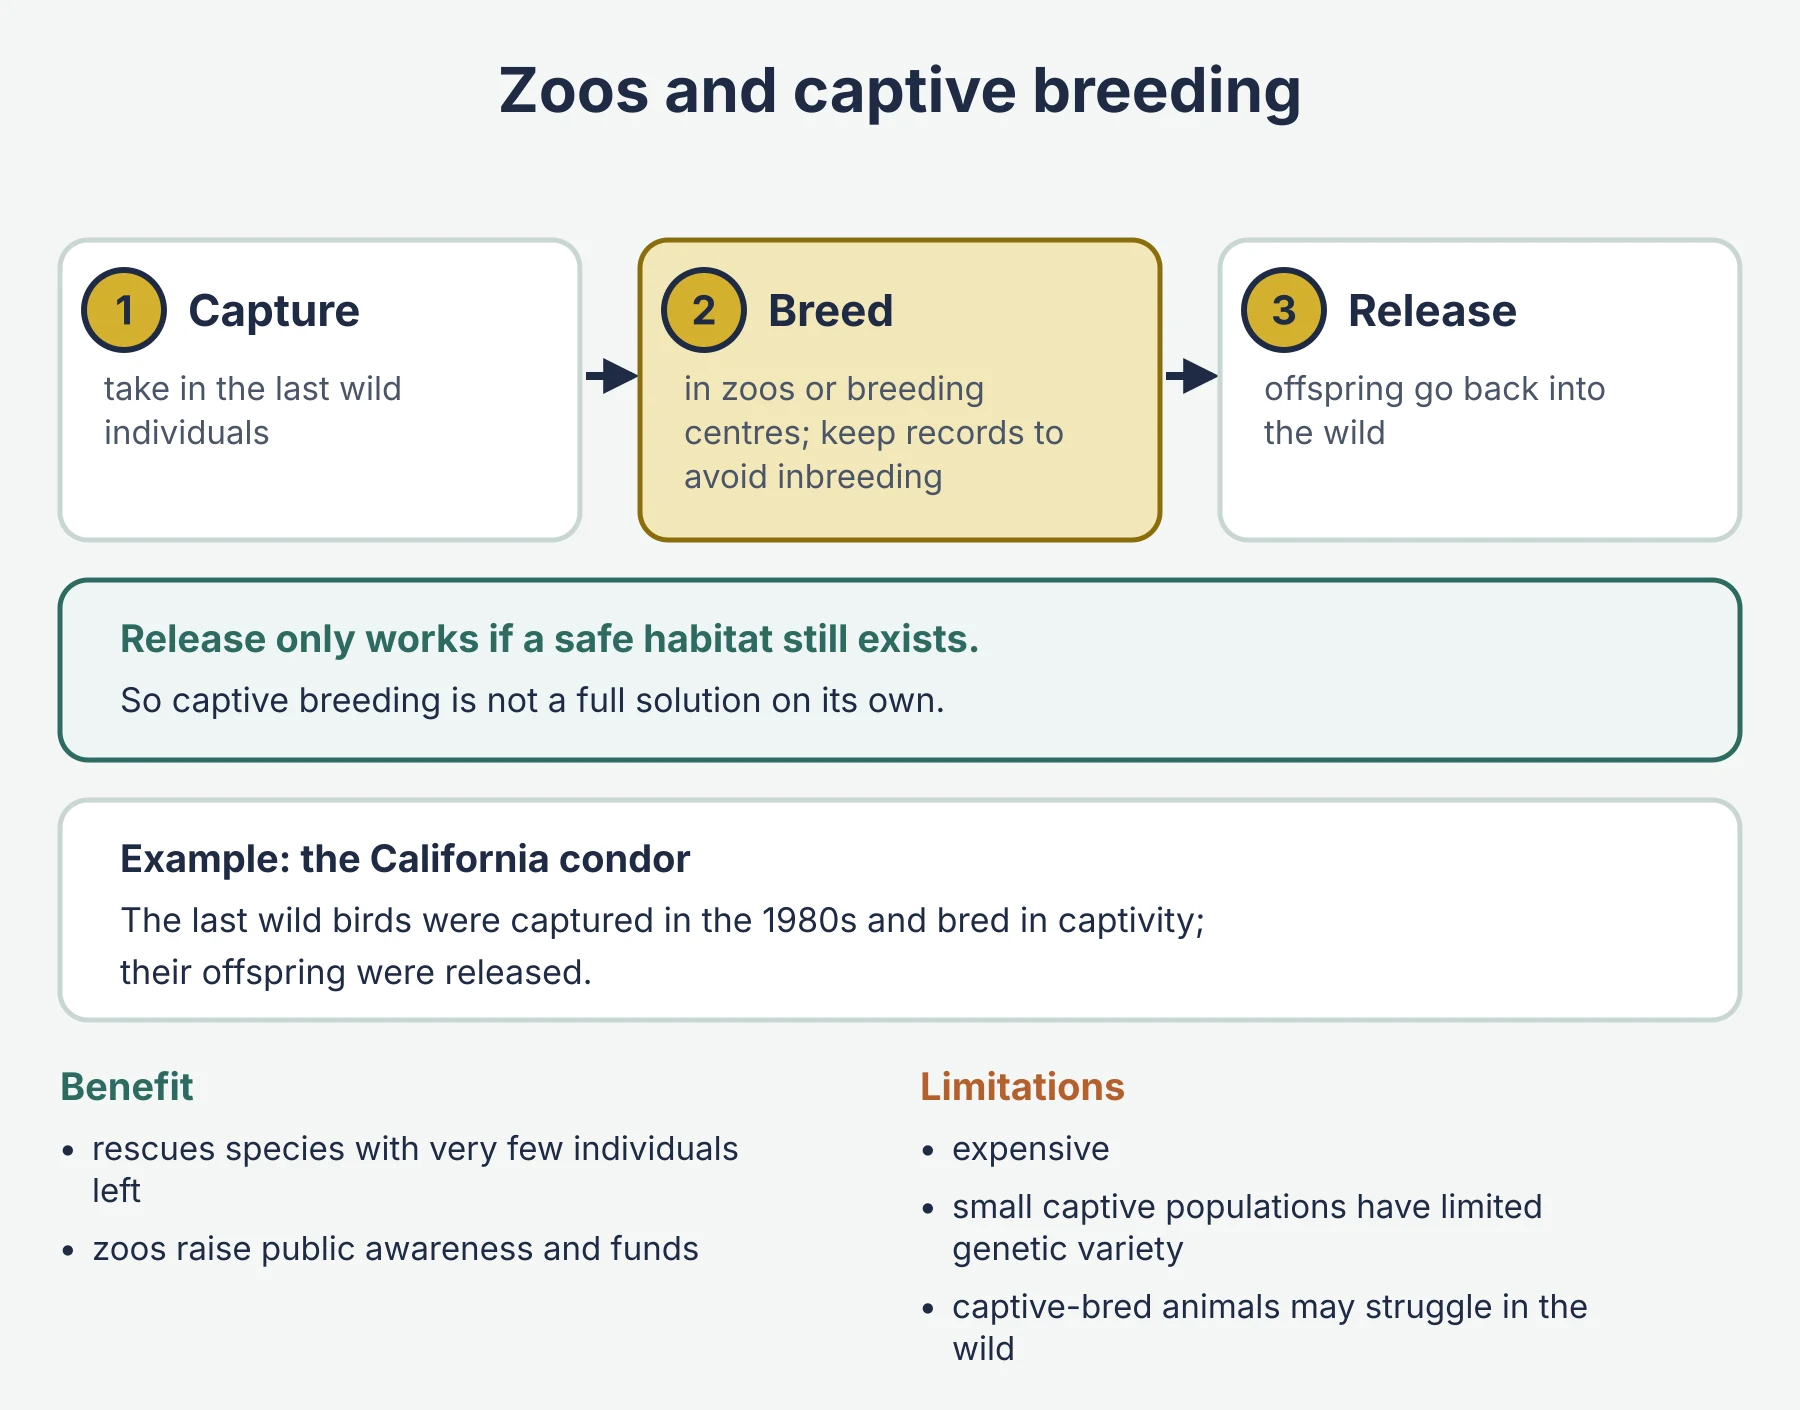 Zoos and captive breeding
1 Capture
take in the last wild
individuals
2 Breed
in zoos or breeding
centres; keep records to
avoid inbreeding
3 Release
offspring go back into
the wild
Release only works if a safe habitat still exists.
So captive breeding is not a full solution on its own.
Example: the California condor
The last wild birds were captured in the 1980s and bred in captivity;
their offspring were released.
Benefit
• rescues species with very few individuals
left
• zoos raise public awareness and funds
Limitations
• expensive
• small captive populations have limited
genetic variety
• captive-bred animals may struggle in the
wild